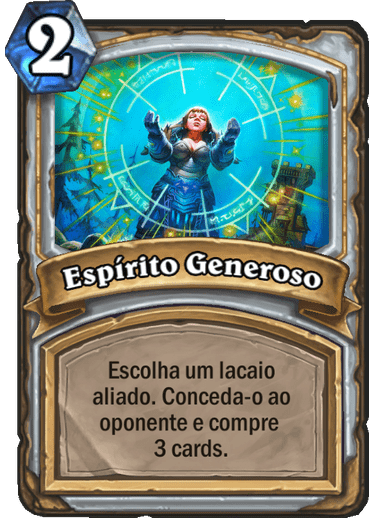 2
Espírito Generoso
Escolha um lacaio
aliado. Conceda-o ao
oponente e compre
3 cards.